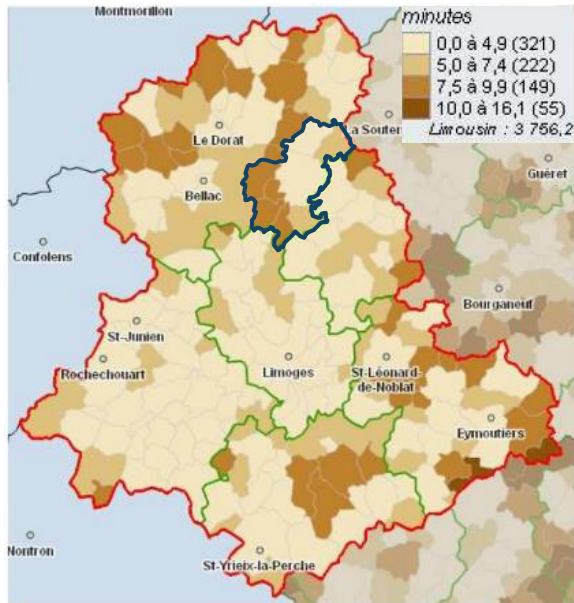 Montmorillon
minutes
0,0 à 4,9 (321)
5,0 à 7,4 (222)
7,5 à 9,9 (149)
10,0 à 16,1 (55)
Limousin : 3 756,2
Le Dorat
La Souter
Guéret
Bellac
Confolens
Bourganeuf
St-Junien
Rochechouart
Limoges
St-Léonard-
de-Noblat
Eymoutiers
Nontron
St-Yrieix-la-Perche